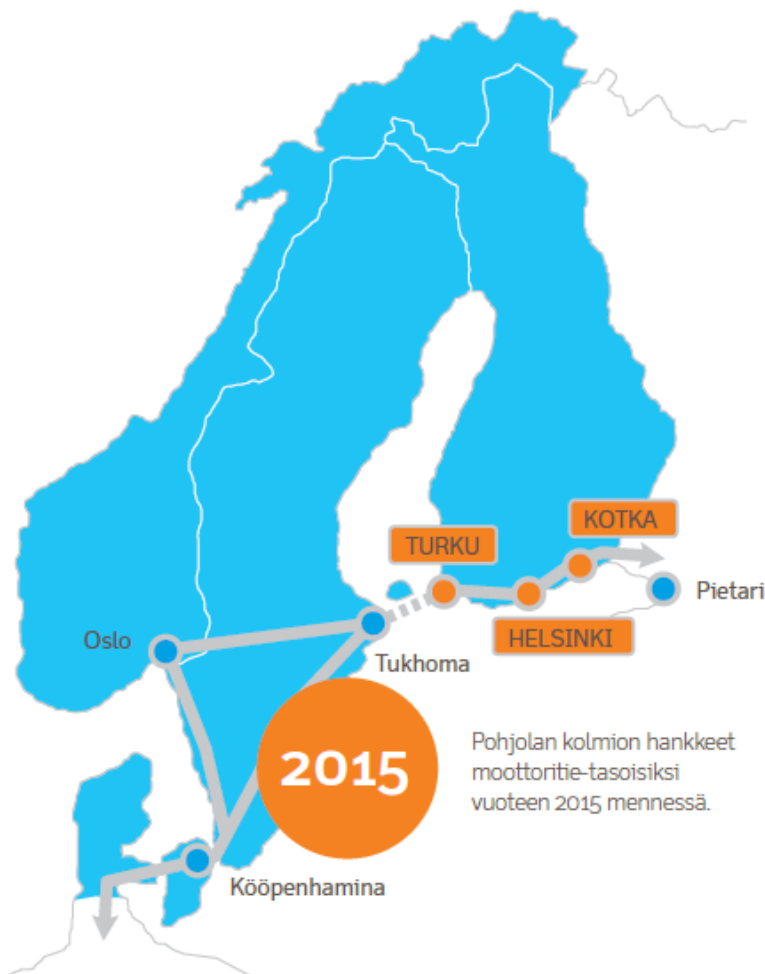 KOTKA
TURKU
Pietari
HELSINKI
Oslo
Tukhoma
2015
Pohjolan kolmion hankkeet
moottoritie-tasoisiksi
vuoteen 2015 mennessä.
Kööpenhamina